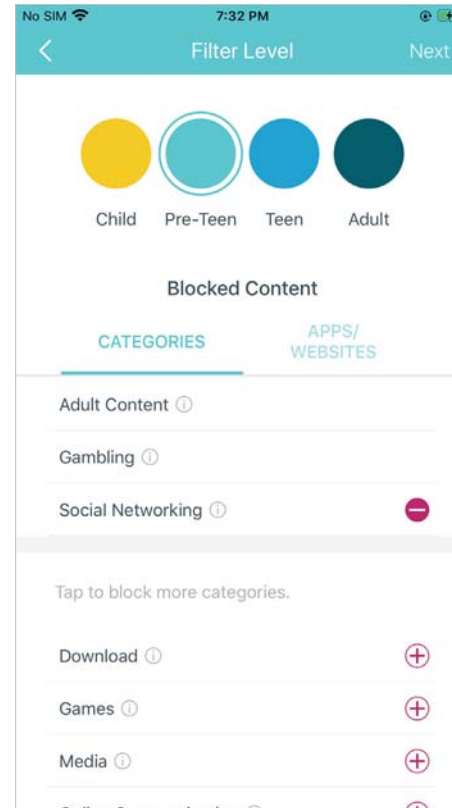 No SIM 7:32 PM
Filter Level Next
Child Pre-Teen Teen Adult
Blocked Content
CATEGORIES
APPS/
WEBSITES
Adult Content
Gambling
Social Networking
Tap to block more categories.
Download
Games
Media